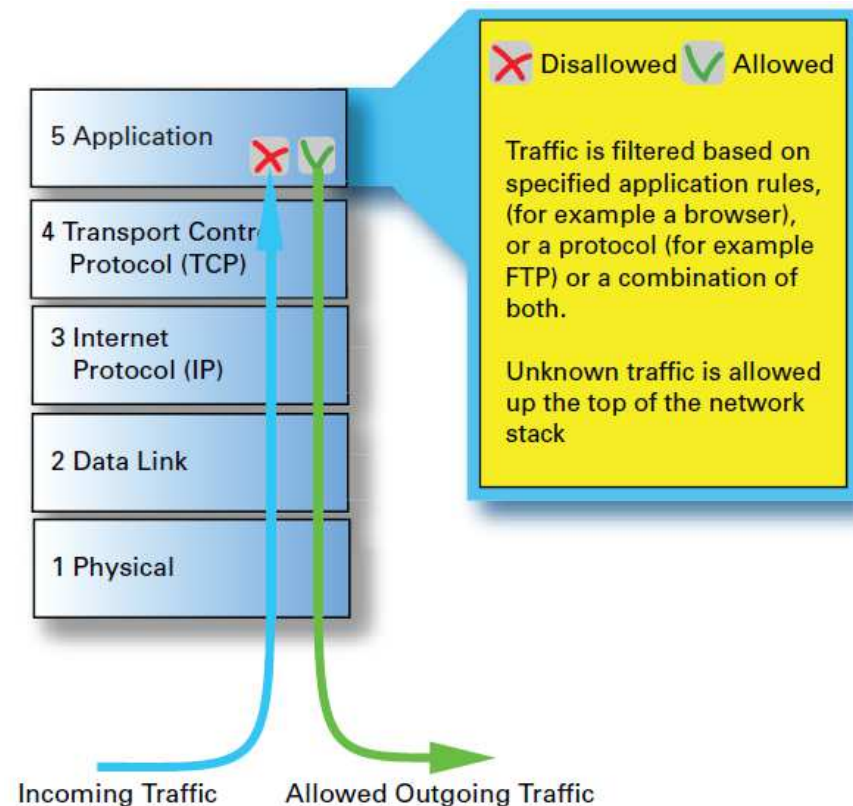 Disallowed Allowed
Traffic is filtered based on
specified application rules,
(for example a browser),
or a protocol (for example
FTP) or a combination of
both.
Unknown traffic is allowed
up the top of the network
stack
5 Application
4 Transport Contr
Protocol (TCP)
3 Internet
Protocol (IP)
2 Data Link
1 Physical
Incoming Traffic
Allowed Outgoing Traffic